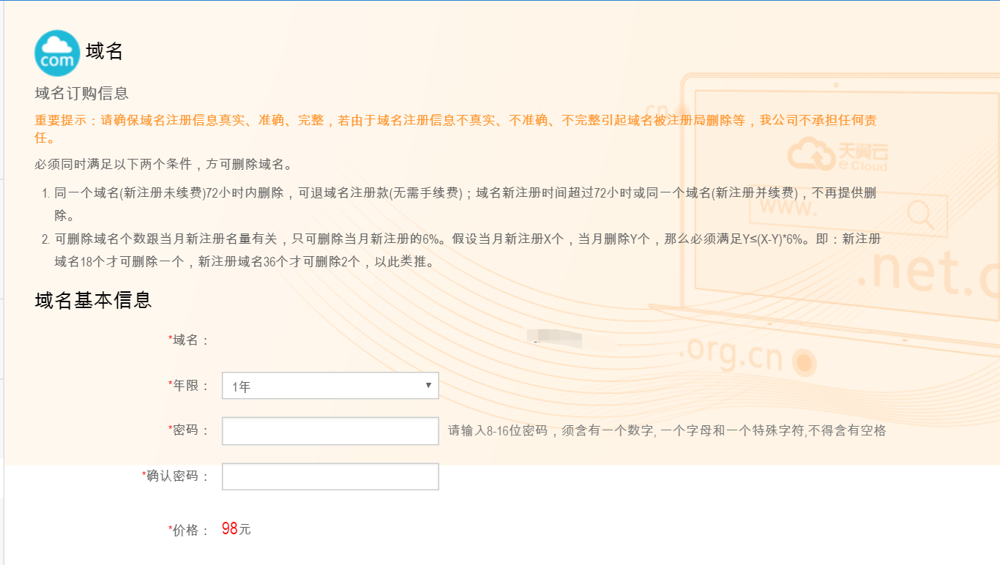 com 域名
域名订购信息
重要提示：请确保域名注册信息真实、准确、完整，若由于域名注册信息不真实、不准确、不完整引起域名被注册局删除等，我公司不承担任何责
任。
必须同时满足以下两个条件，方可删除域名。
1. 同一个域名(新注册未续费)72小时内删除，可退域名注册款(无需手续费)；域名新注册时间超过72小时或同一个域名(新注册并续费)，不再提供删
除。
2. 可删除域名个数跟当月新注册名量有关，只可删除当月新注册的6%。假设当月新注册X个，当月删除Y个，那么必须满足Y≤(X-Y)*6%。即：新注册
域名18个才可删除一个，新注册域名36个才可删除2个，以此类推。
.cn
天翼云
e Cloud
www.
.net.c
.org.cn
域名基本信息
*域名：
*年限： 1年
*密码： 请输入8-16位密码，须含有一个数字, 一个字母和一个特殊字符,不得含有空格
*确认密码：
*价格： 98元